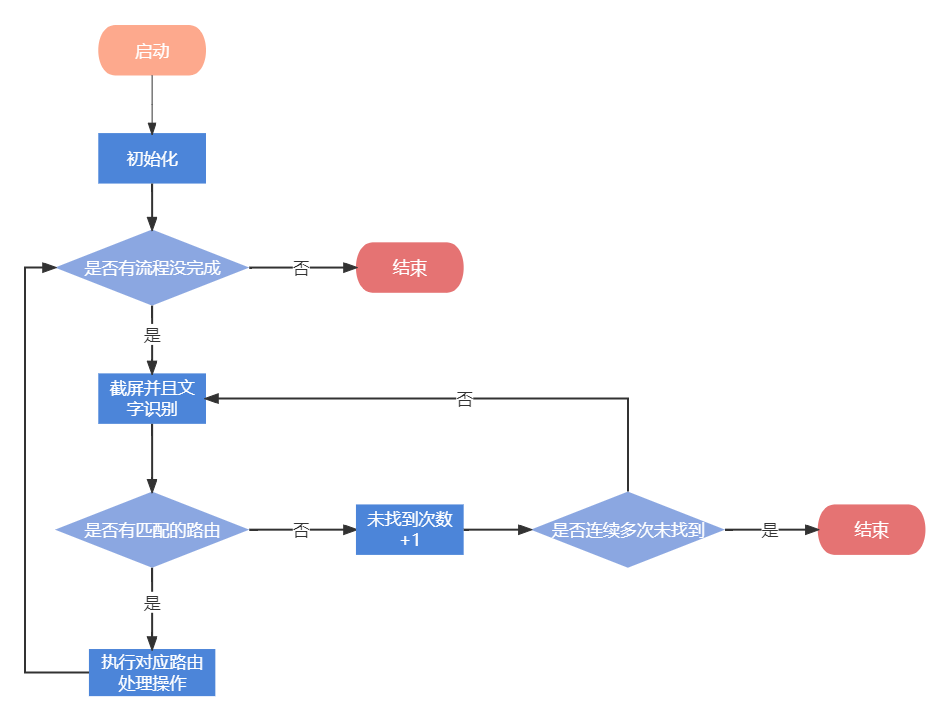 启动
初始化
是否有流程没完成
否
结束
是
截屏并且文
字识别
否
是否有匹配的路由
否
未找到次数
+1
是否连续多次未找到
是
结束
是
执行对应路由
处理操作